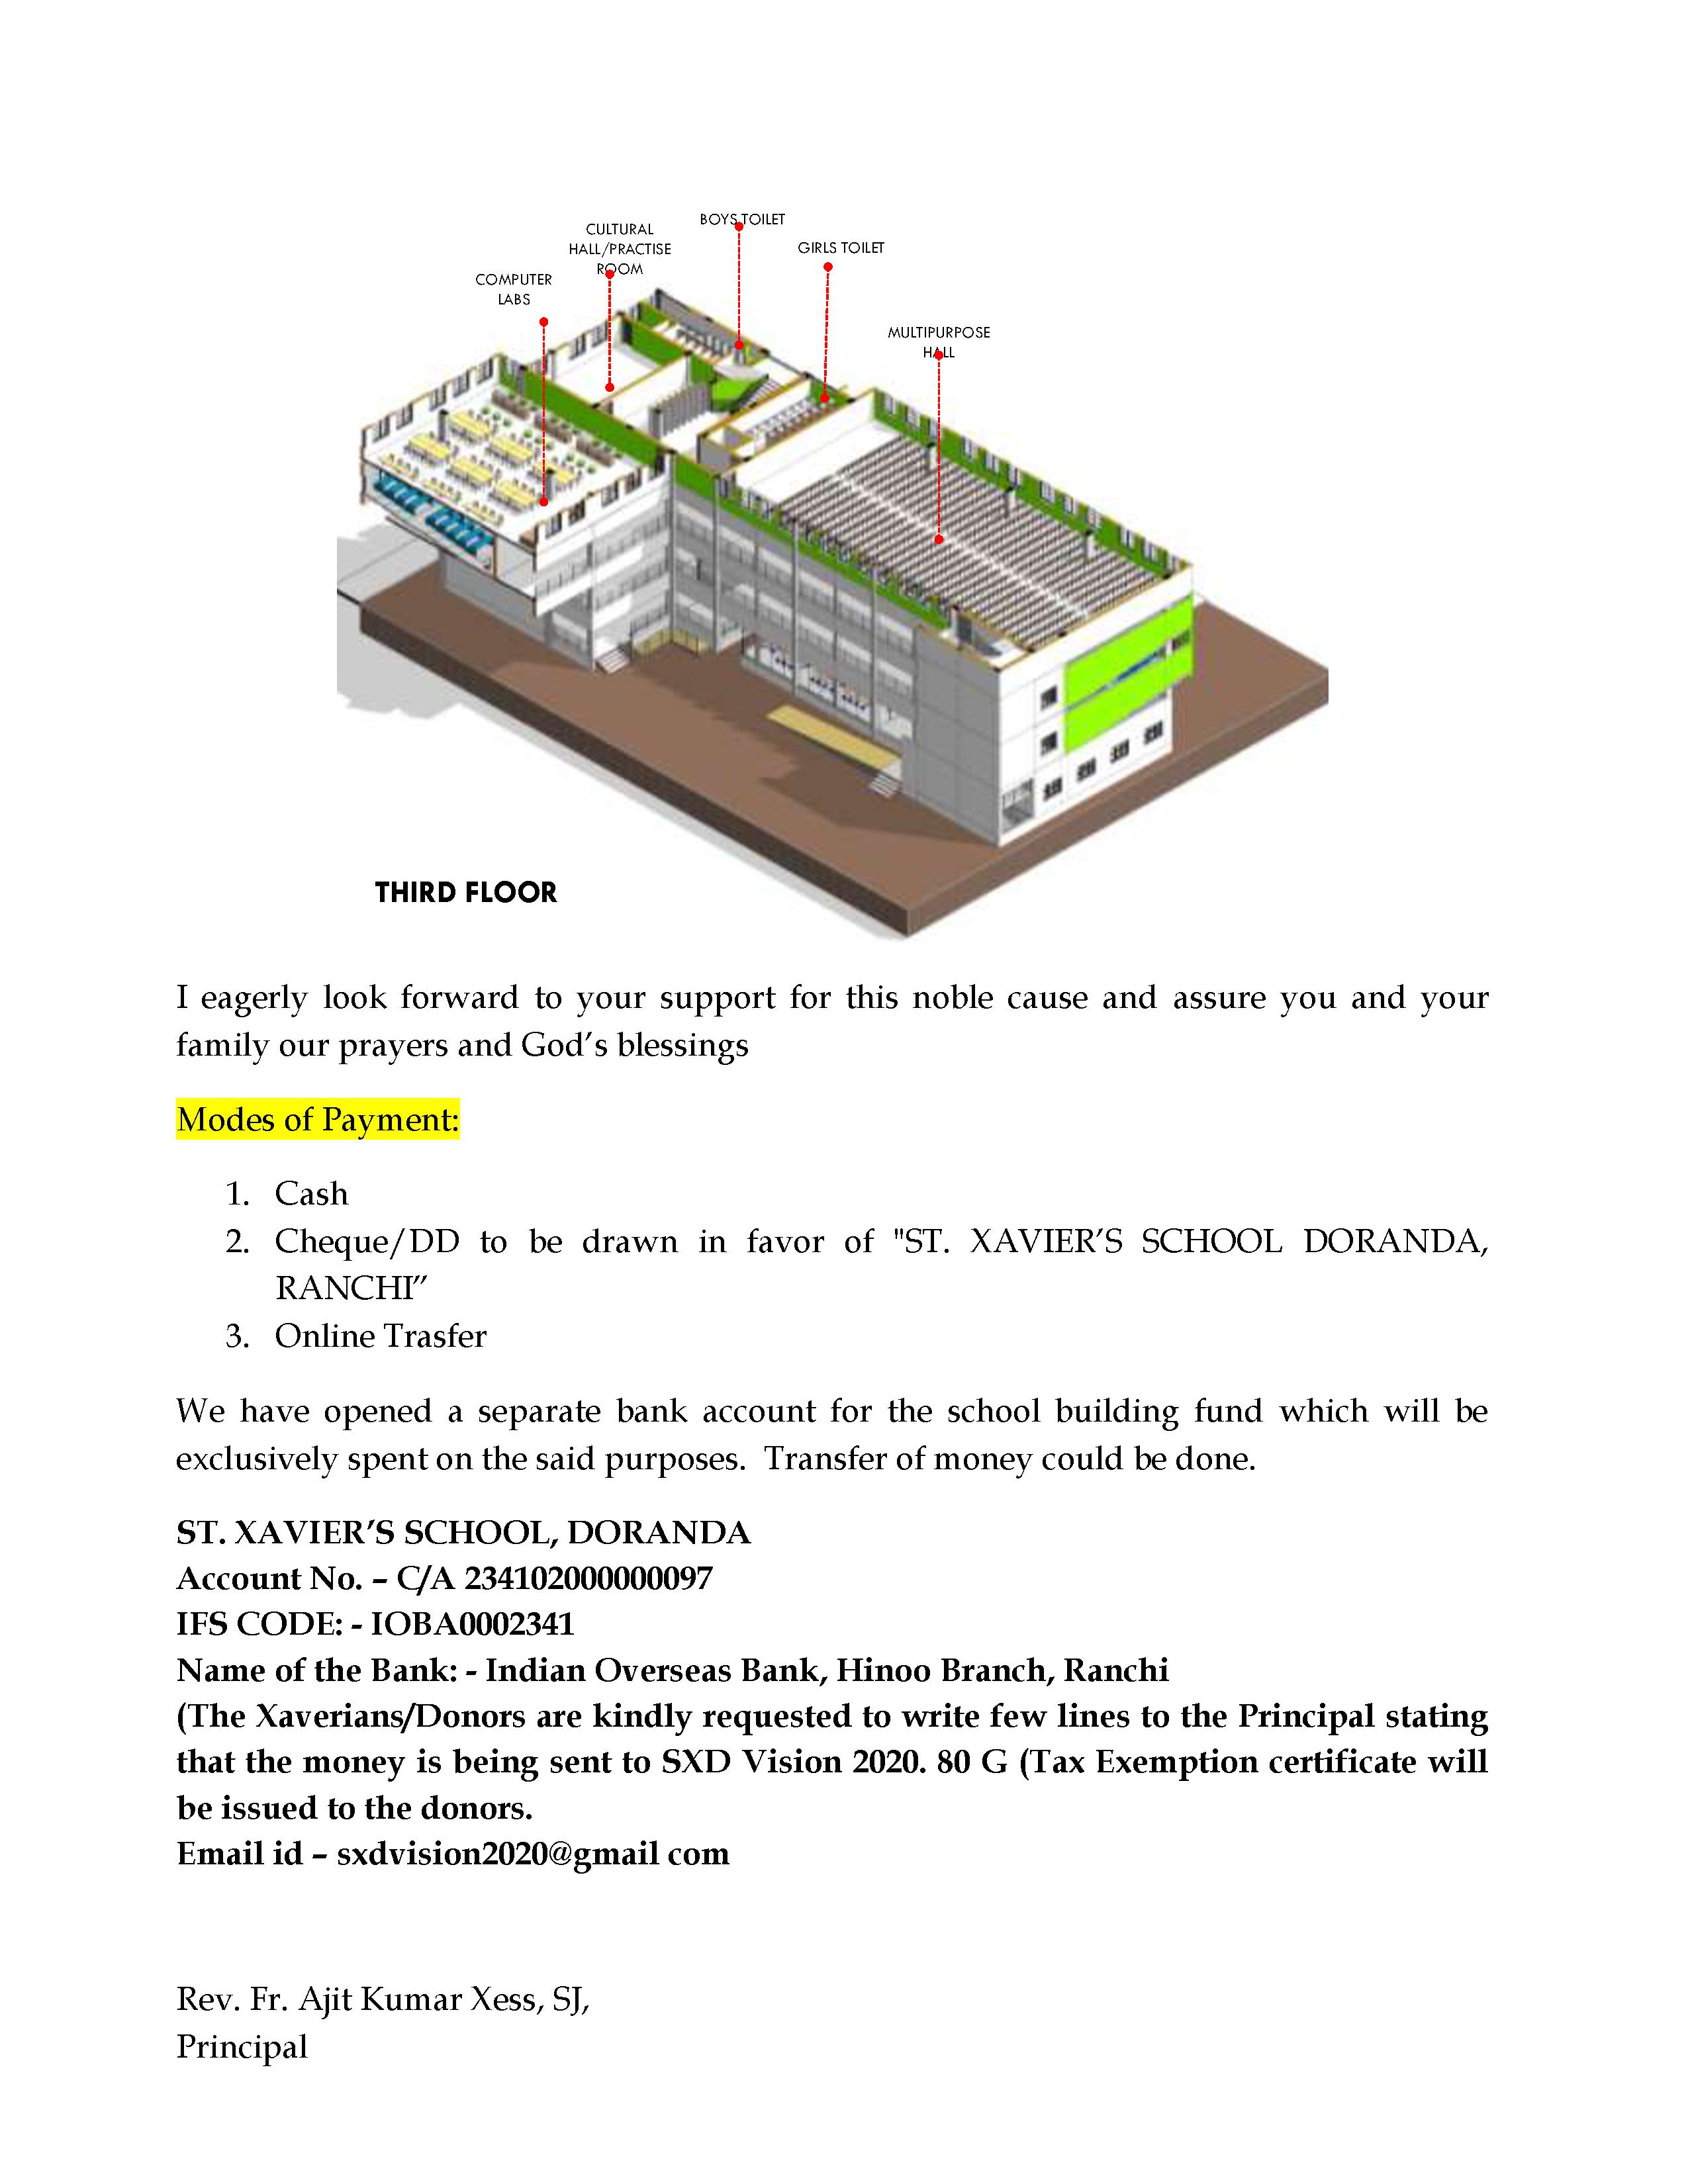 BOYS TOILET
CULTURAL
HALL/PRACTISE
ROOM
GIRLS TOILET
COMPUTER
LABS
MULTIPURPOSE
HALL
THIRD FLOOR
I eagerly look forward to your support for this noble cause and assure you and your
family our prayers and God’s blessings
Modes of Payment:
1. Cash
2. Cheque/DD to be drawn in favor of "ST. XAVIER’S SCHOOL DORANDA,
RANCHI”
3. Online Trasfer
We have opened a separate bank account for the school building fund which will be
exclusively spent on the said purposes.  Transfer of money could be done.
ST. XAVIER’S SCHOOL, DORANDA
Account No. – C/A 234102000000097
IFS CODE: - IOBA0002341
Name of the Bank: - Indian Overseas Bank, Hinoo Branch, Ranchi
(The Xaverians/Donors are kindly requested to write few lines to the Principal stating
that the money is being sent to SXD Vision 2020. 80 G (Tax Exemption certificate will
be issued to the donors.
Email id – sxdvision2020@gmail com
Rev. Fr. Ajit Kumar Xess, SJ,
Principal